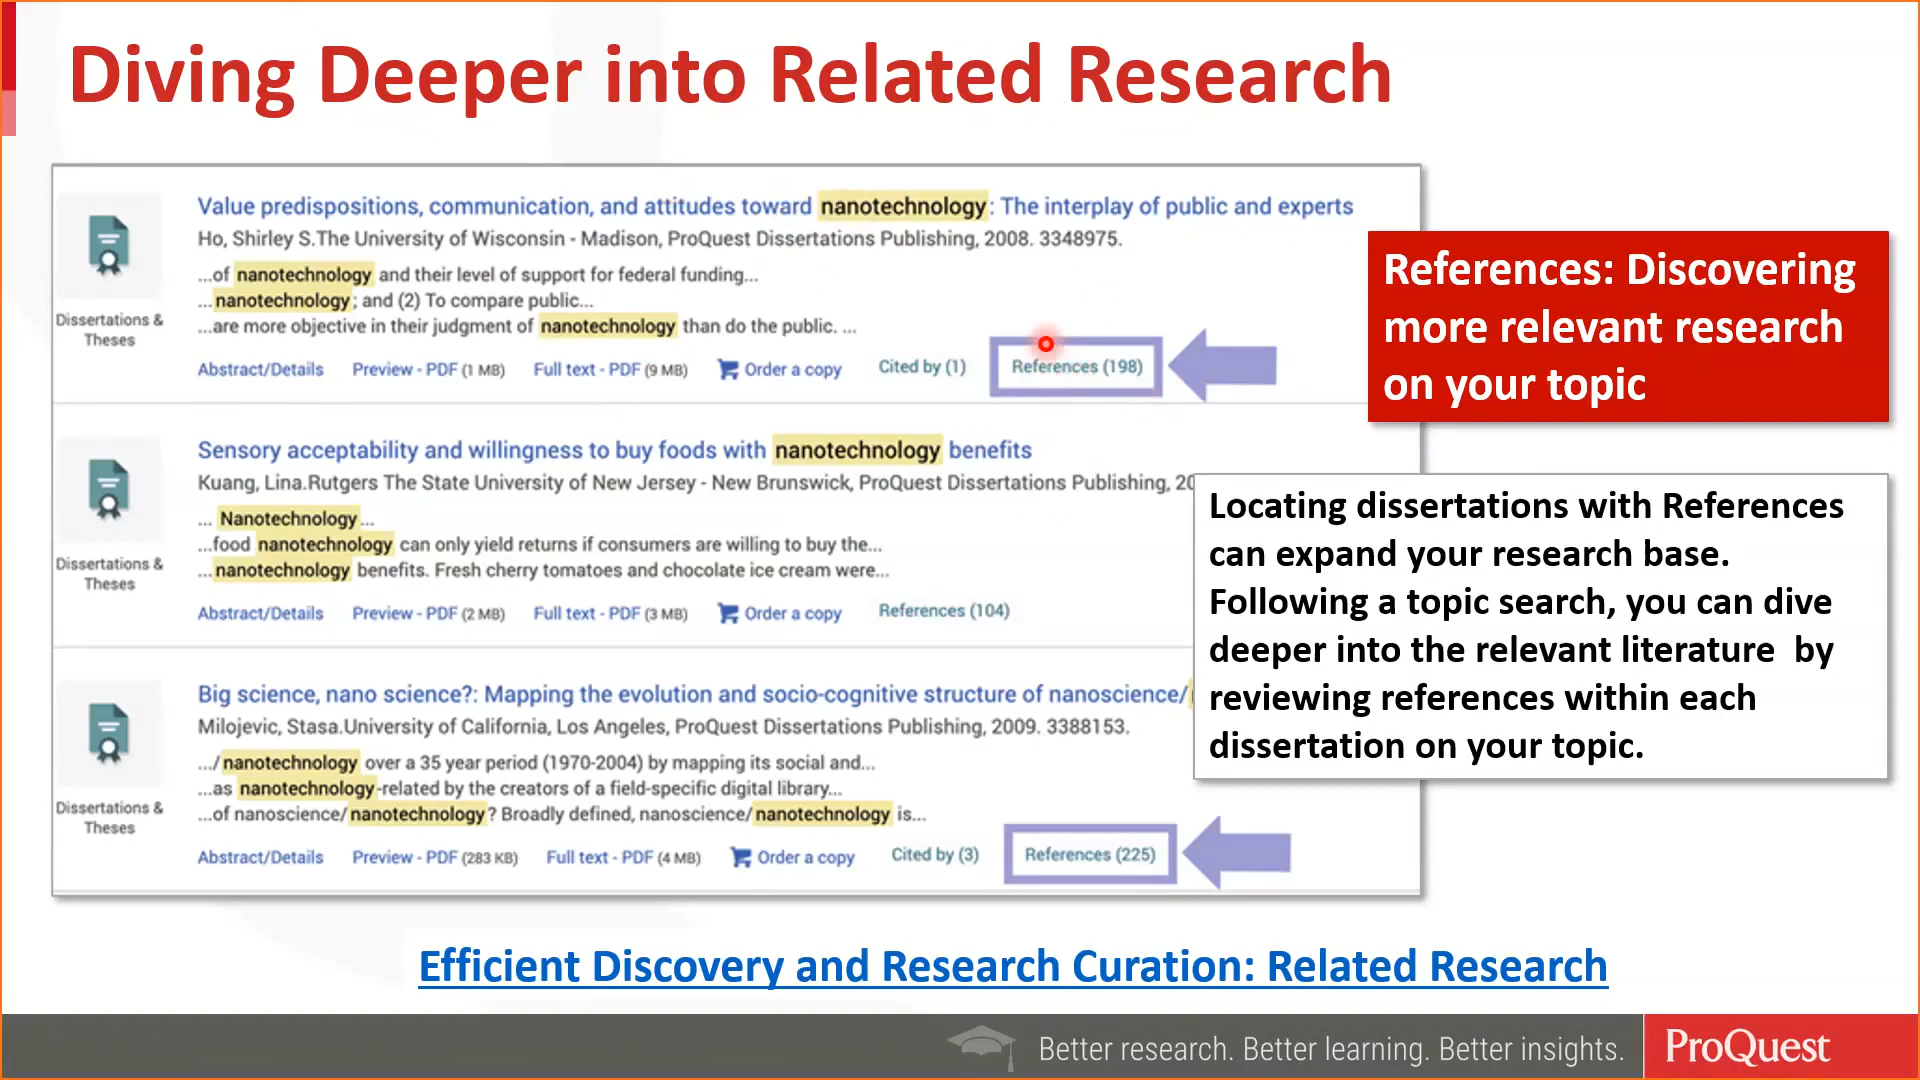 Diving Deeper into Related Research
Value predispositions, communication, and attitudes toward nanotechnology: The interplay of public and experts
Ho, Shirley S.The University of Wisconsin - Madison, ProQuest Dissertations Publishing, 2008. 3348975.
...of nanotechnology and their level of support for federal funding...
...nanotechnology; and (2) To compare public...
...are more objective in their judgment of nanotechnology than do the public. ...
Dissertations &
Theses
Abstract/Details Preview - PDF (1 MB) Full text - PDF (9 MB) Order a copy Cited by (1) References (198)
References: Discovering
more relevant research
on your topic
Sensory acceptability and willingness to buy foods with nanotechnology benefits
Kuang, Lina.Rutgers The State University of New Jersey - New Brunswick, ProQuest Dissertations Publishing, 20
... Nanotechnology...
...food nanotechnology can only yield returns if consumers are willing to buy the...
...nanotechnology benefits. Fresh cherry tomatoes and chocolate ice cream were...
Dissertations &
Theses
Abstract/Details Preview - PDF (2 MB) Full text - PDF (3 MB) Order a copy References (104)
Locating dissertations with References
can expand your research base.
Following a topic search, you can dive
deeper into the relevant literature by
reviewing references within each
dissertation on your topic.
Big science, nano science?: Mapping the evolution and socio-cognitive structure of nanoscience/
Milojevic, Stasa.University of California, Los Angeles, ProQuest Dissertations Publishing, 2009. 3388153.
.../nanotechnology over a 35 year period (1970-2004) by mapping its social and...
...as nanotechnology-related by the creators of a field-specific digital library...
...of nanoscience/nanotechnology? Broadly defined, nanoscience/nanotechnology is...
Dissertations &
Theses
Abstract/Details Preview - PDF (283 KB) Full text - PDF (4 MB) Order a copy Cited by (3) References (225)
Efficient Discovery and Research Curation: Related Research
Better research. Better learning. Better insights.
ProQuest